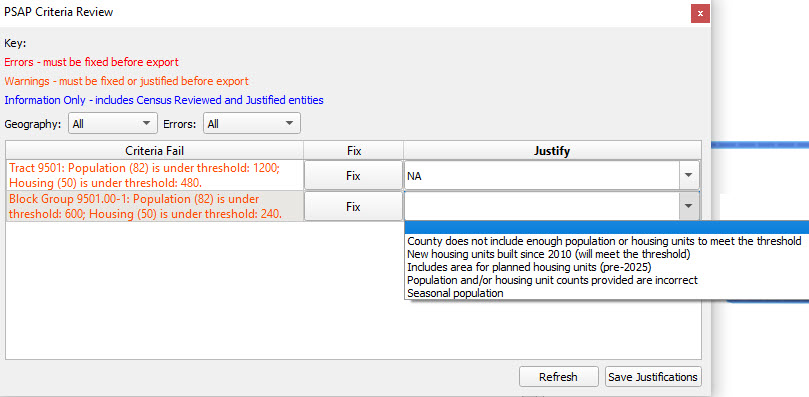 PSAP Criteria Review
x
Key:
Errors - must be fixed before export
Warnings - must be fixed or justified before export
Information Only - includes Census Reviewed and Justified entities
Geography: All Errors: All
Criteria Fail Fix Justify
Tract 9501: Population (82) is under threshold: 1200;
Housing (50) is under threshold: 480.
Fix
NA
Block Group 9501.00-1: Population (82) is under
threshold: 600; Housing (50) is under threshold: 240.
Fix
County does not include enough population or housing units to meet the threshold
New housing units built since 2010 (will meet the threshold)
Includes area for planned housing units (pre-2025)
Population and/or housing unit counts provided are incorrect
Seasonal population
Refresh Save Justifications